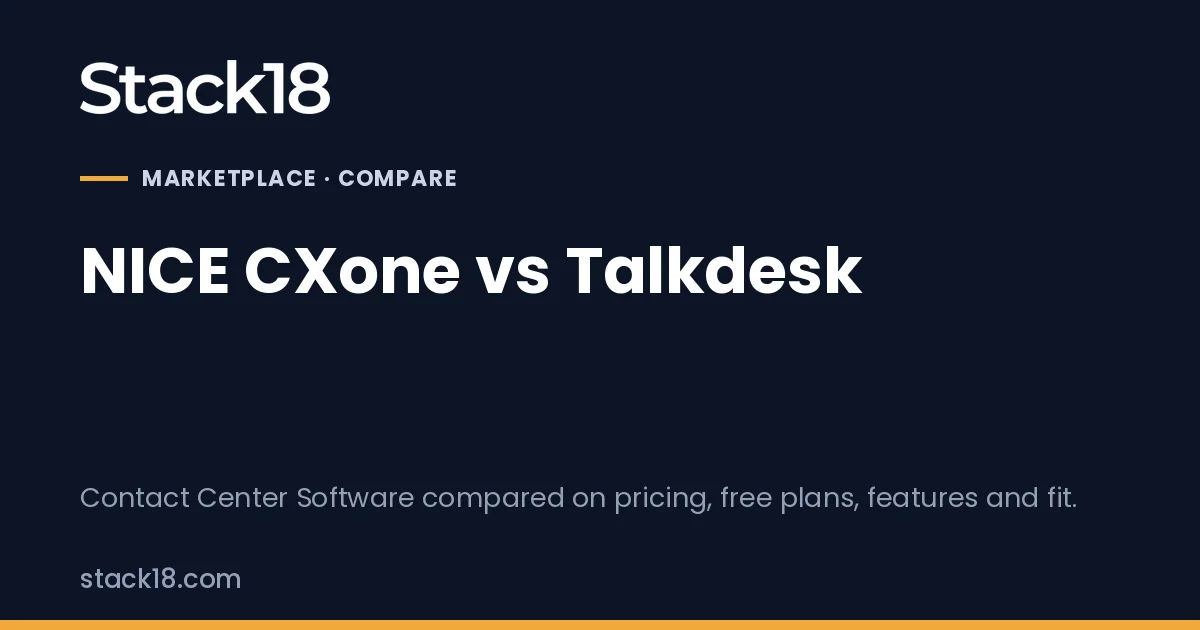 Stack18
MARKETPLACE · COMPARE
NICE CXone vs Talkdesk
Contact Center Software compared on pricing, free plans, features and fit.
stack18.com